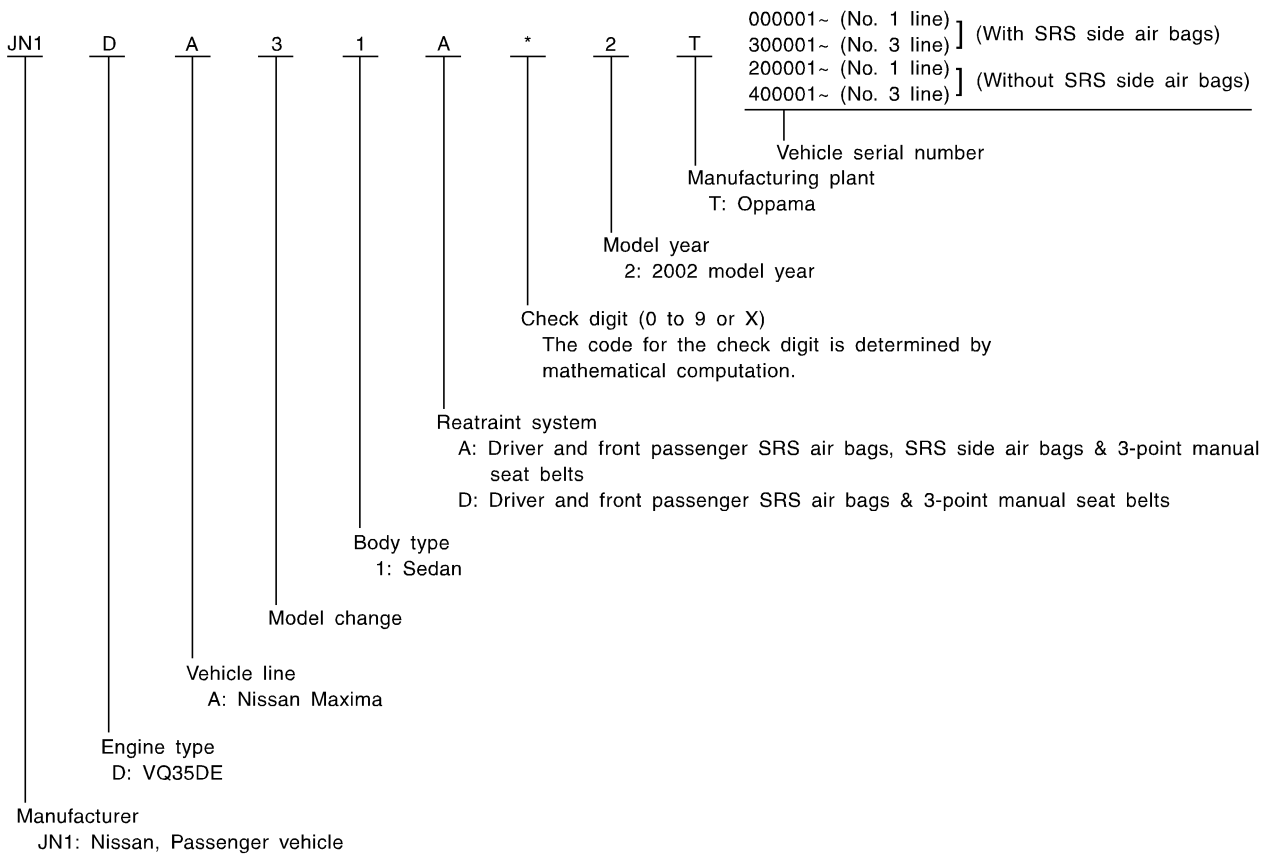 JN1 D A 3 1 A * 2 T
000001~ (No. 1 line)
300001~ (No. 3 line) ] (With SRS side air bags)
200001~ (No. 1 line)
400001~ (No. 3 line) ] (Without SRS side air bags)
Vehicle serial number
Manufacturing plant
T: Oppama
Model year
2: 2002 model year
Check digit (0 to 9 or X)
The code for the check digit is determined by
mathematical computation.
Reatraint system
A: Driver and front passenger SRS air bags, SRS side air bags & 3-point manual
seat belts
D: Driver and front passenger SRS air bags & 3-point manual seat belts
Body type
1: Sedan
Model change
Vehicle line
A: Nissan Maxima
Engine type
D: VQ35DE
Manufacturer
JN1: Nissan, Passenger vehicle